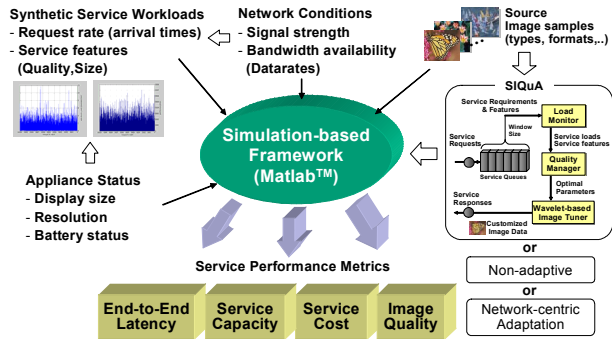 Synthetic Service Workloads
- Request rate (arrival times)
- Service features
(Quality,Size)
Network Conditions
- Signal strength
- Bandwidth availability
(Datarates)
Source
Image samples
(types, formats,..)
Simulation-based
Framework
(Matlab™)
Appliance Status
- Display size
- Resolution
- Battery status
SIQuA
Service Requirements
& Features
Load
Monitor
Window
Size
Service
Requests
Service loads
Service features
Service Queues
Quality
Manager
Optimal
Parameters
Service
Responses
Wavelet-based
Image Tuner
Customized
Image Data
or
Non-adaptive
or
Network-centric
Adaptation
Service Performance Metrics
End-to-End
Latency
Service
Capacity
Service
Cost
Image
Quality